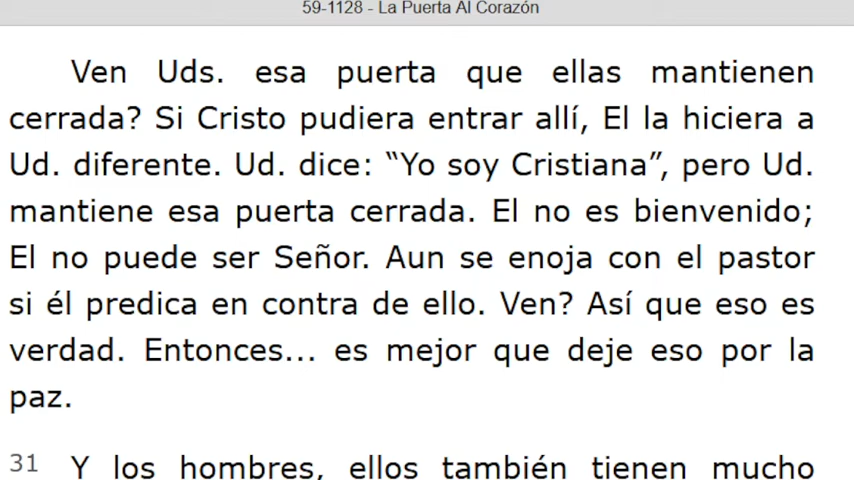 59-1128 - La Puerta Al Corazón
Ven Uds. esa puerta que ellas mantienen
cerrada? Si Cristo pudiera entrar allí, El la hiciera a
Ud. diferente. Ud. dice: “Yo soy Cristiana”, pero Ud.
mantiene esa puerta cerrada. El no es bienvenido;
El no puede ser Señor. Aun se enoja con el pastor
si él predica en contra de ello. Ven? Así que eso es
verdad. Entonces... es mejor que deje eso por la
paz.
31 Y los hombres, ellos también tienen mucho